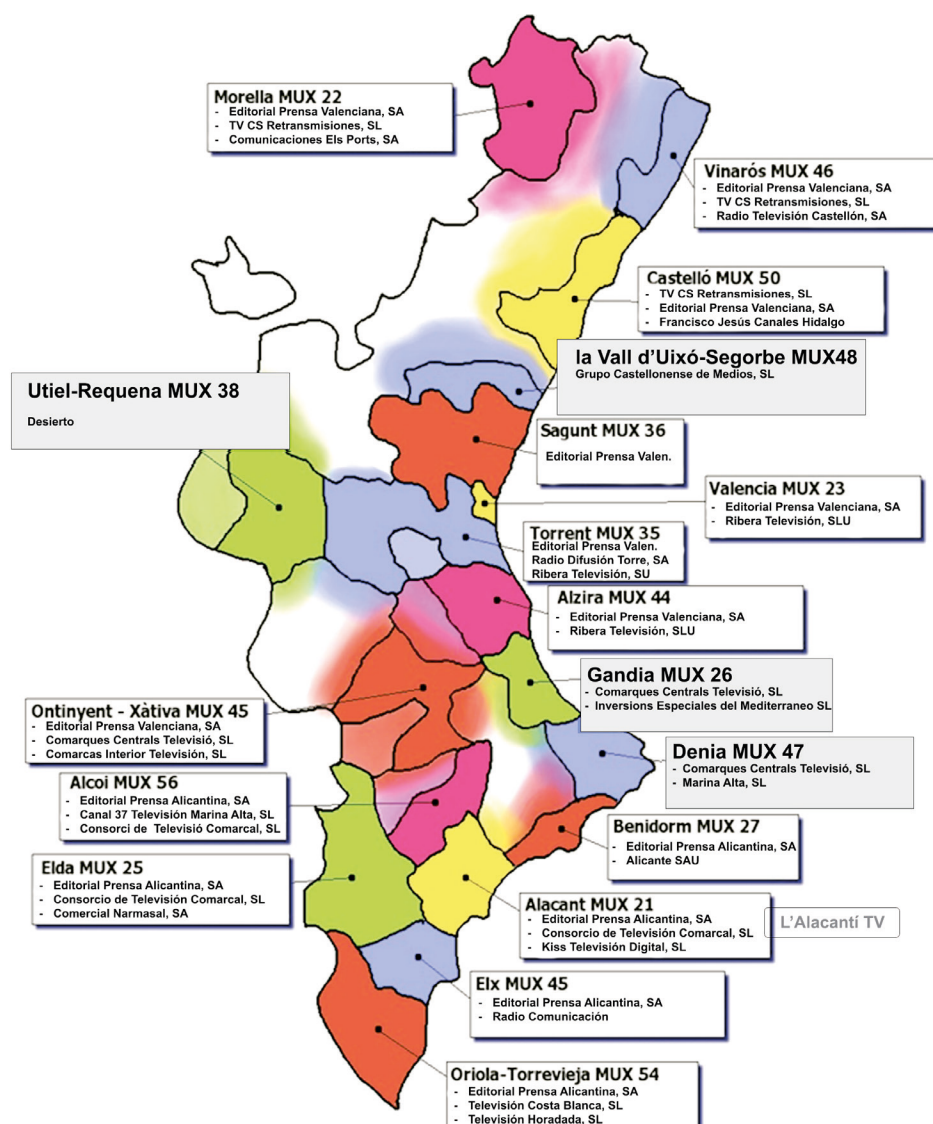 Morella MUX 22
- Editorial Prensa Valenciana, SA
- TV CS Retransmisiones, SL
- Comunicaciones Els Ports, SA
Vinarós MUX 46
- Editorial Prensa Valenciana, SA
- TV CS Retransmisiones, SL
- Radio Televisión Castellón, SA
Castelló MUX 50
- TV CS Retransmisiones, SL
- Editorial Prensa Valenciana, SA
- Francisco Jesús Canales Hidalgo
la Vall d'Uixó-Segorbe MUX48
Grupo Castellonense de Medios, SL
Utiel-Requena MUX 38
Desierto
Sagunt MUX 36
Editorial Prensa Valen.
Valencia MUX 23
- Editorial Prensa Valenciana, SA
- Ribera Televisión, SLU
Torrent MUX 35
Editorial Prensa Valen.
Radio Difusión Torre, SA
Ribera Televisión, SU
Alzira MUX 44
- Editorial Prensa Valenciana, SA
- Ribera Televisión, SLU
Gandia MUX 26
- Comarques Centrals Televisió, SL
- Inversions Especiales del Mediterraneo SL
Ontinyent - Xàtiva MUX 45
- Editorial Prensa Valenciana, SA
- Comarques Centrals Televisió, SL
- Comarcas Interior Televisión, SL
Denia MUX 47
- Comarques Centrals Televisió, SL
- Marina Alta, SL
Alcoi MUX 56
- Editorial Prensa Alicantina, SA
- Canal 37 Televisión Marina Alta, SL
- Consorci de Televisió Comarcal, SL
Benidorm MUX 27
- Editorial Prensa Alicantina, SA
- Alicante SAU
Elda MUX 25
- Editorial Prensa Alicantina, SA
- Consorcio de Televisión Comarcal, SL
- Comercial Narmasal, SA
Alacant MUX 21
- Editorial Prensa Alicantina, SA
- Consorcio de Televisión Comarcal, SL
- Kiss Televisión Digital, SL
L'Alacantí TV
Elx MUX 45
- Editorial Prensa Alicantina, SA
- Radio Comunicación
Oriola-Torrevieja MUX 54
- Editorial Prensa Alicantina, SA
- Televisión Costa Blanca, SL
- Televisión Horadada, SL